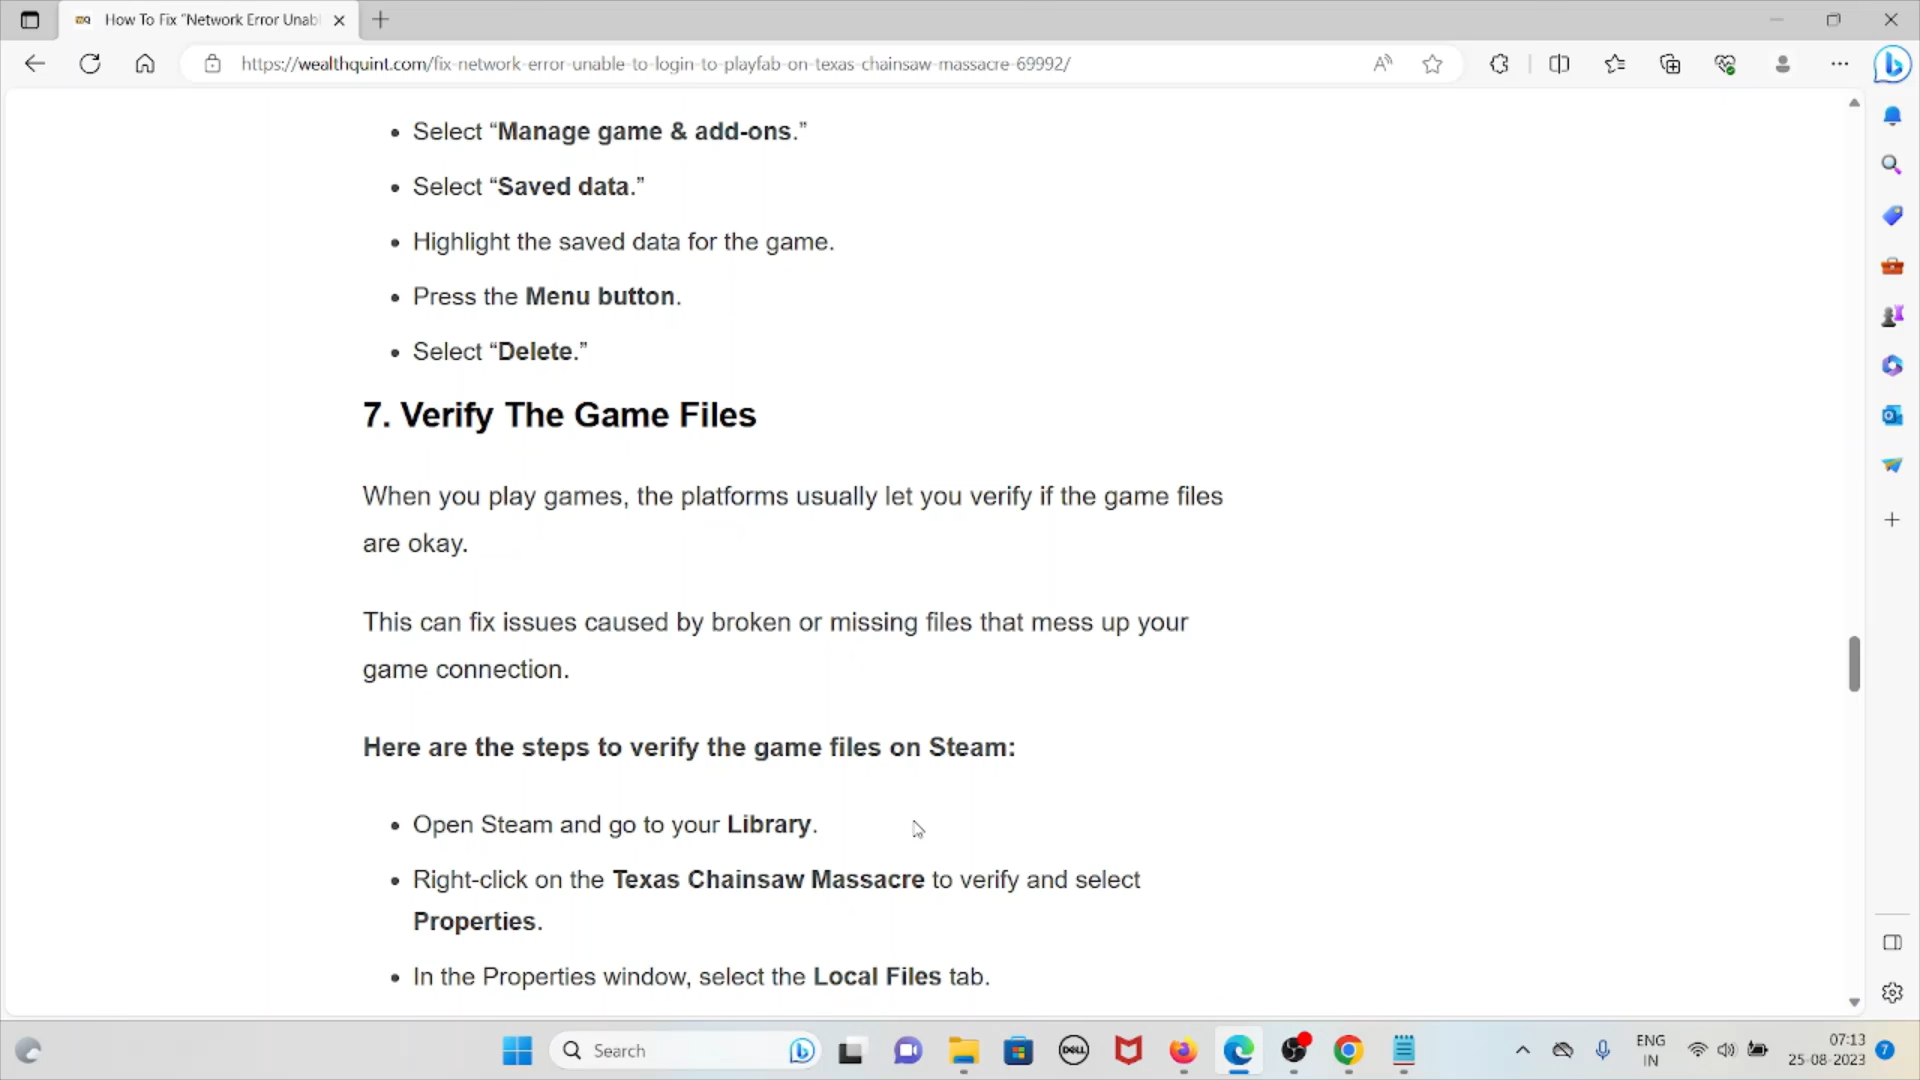 How To Fix "Network Error Unabl
https://wealthquint.com/fix-network-error-unable-to-login-to-playfab-on-texas-chainsaw-massacre-69992/
• Select “Manage game & add-ons.”
• Select “Saved data.”
• Highlight the saved data for the game.
• Press the Menu button.
• Select “Delete.”
7. Verify The Game Files
When you play games, the platforms usually let you verify if the game files
are okay.
This can fix issues caused by broken or missing files that mess up your
game connection.
Here are the steps to verify the game files on Steam:
• Open Steam and go to your Library.
• Right-click on the Texas Chainsaw Massacre to verify and select
Properties.
• In the Properties window, select the Local Files tab.
Search
DELL
ENG
IN
07:13
25-08-2023
7